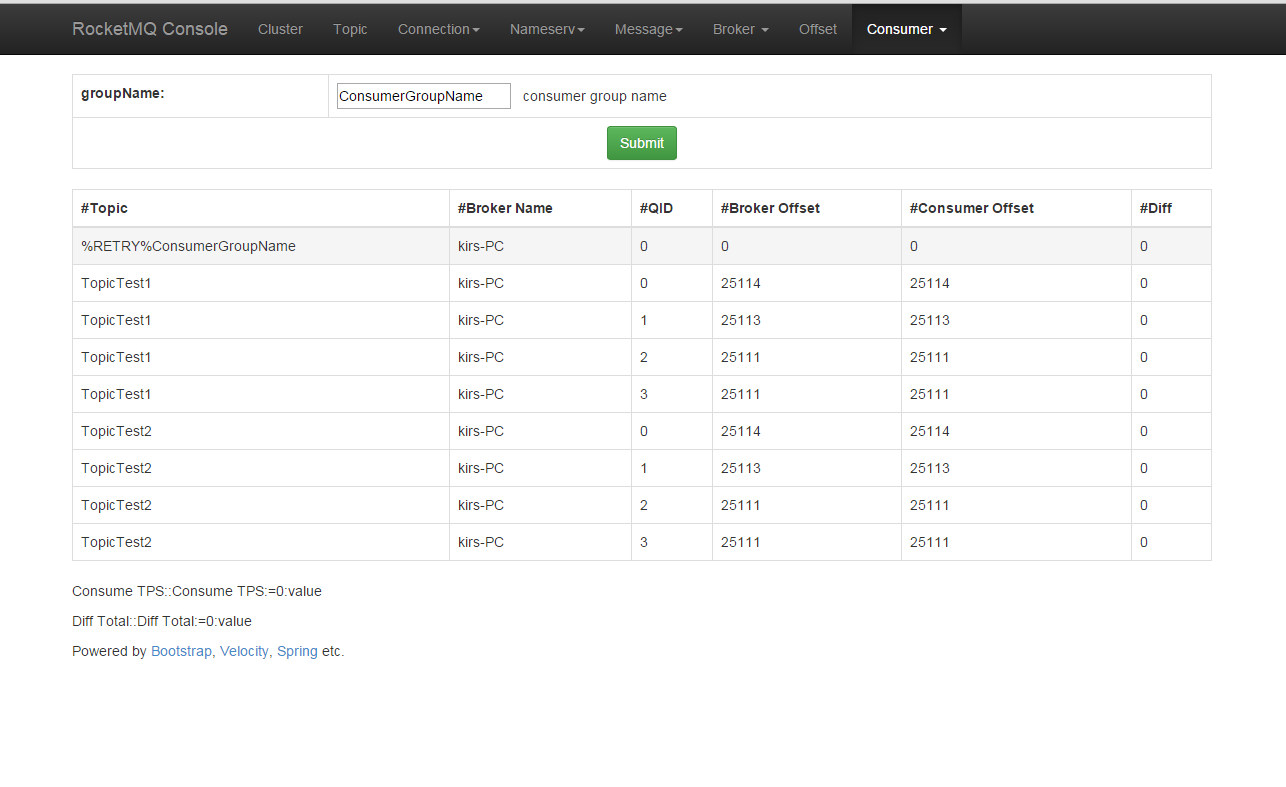 RocketMQ Console Cluster Topic Connection Nameserv Message Broker Offset Consumer
groupName: ConsumerGroupName consumer group name
Submit
#Topic #Broker Name #QID #Broker Offset #Consumer Offset #Diff
%RETRY%ConsumerGroupName kirs-PC 0 0 0 0
TopicTest1 kirs-PC 0 25114 25114 0
TopicTest1 kirs-PC 1 25113 25113 0
TopicTest1 kirs-PC 2 25111 25111 0
TopicTest1 kirs-PC 3 25111 25111 0
TopicTest2 kirs-PC 0 25114 25114 0
TopicTest2 kirs-PC 1 25113 25113 0
TopicTest2 kirs-PC 2 25111 25111 0
TopicTest2 kirs-PC 3 25111 25111 0
Consume TPS::Consume TPS:=0:value
Diff Total::Diff Total:=0:value
Powered by Bootstrap, Velocity, Spring etc.